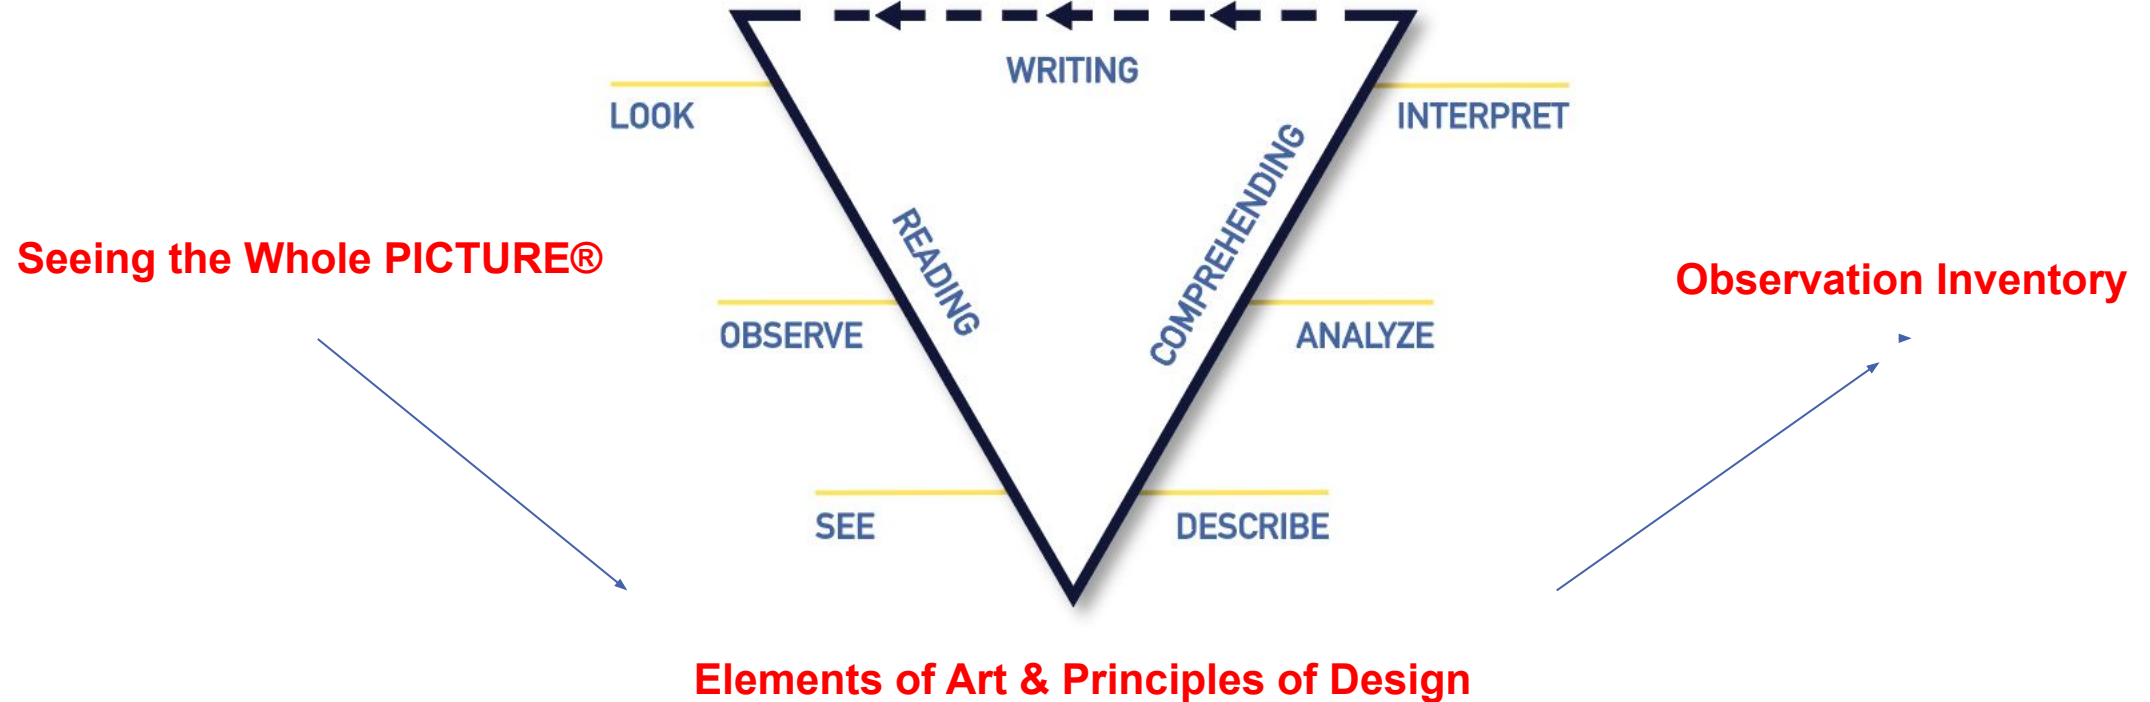 WRITING
LOOK
INTERPRET
READING
COMPREHENDING
Seeing the Whole PICTURE®
Observation Inventory
OBSERVE
ANALYZE
SEE
DESCRIBE
Elements of Art & Principles of Design